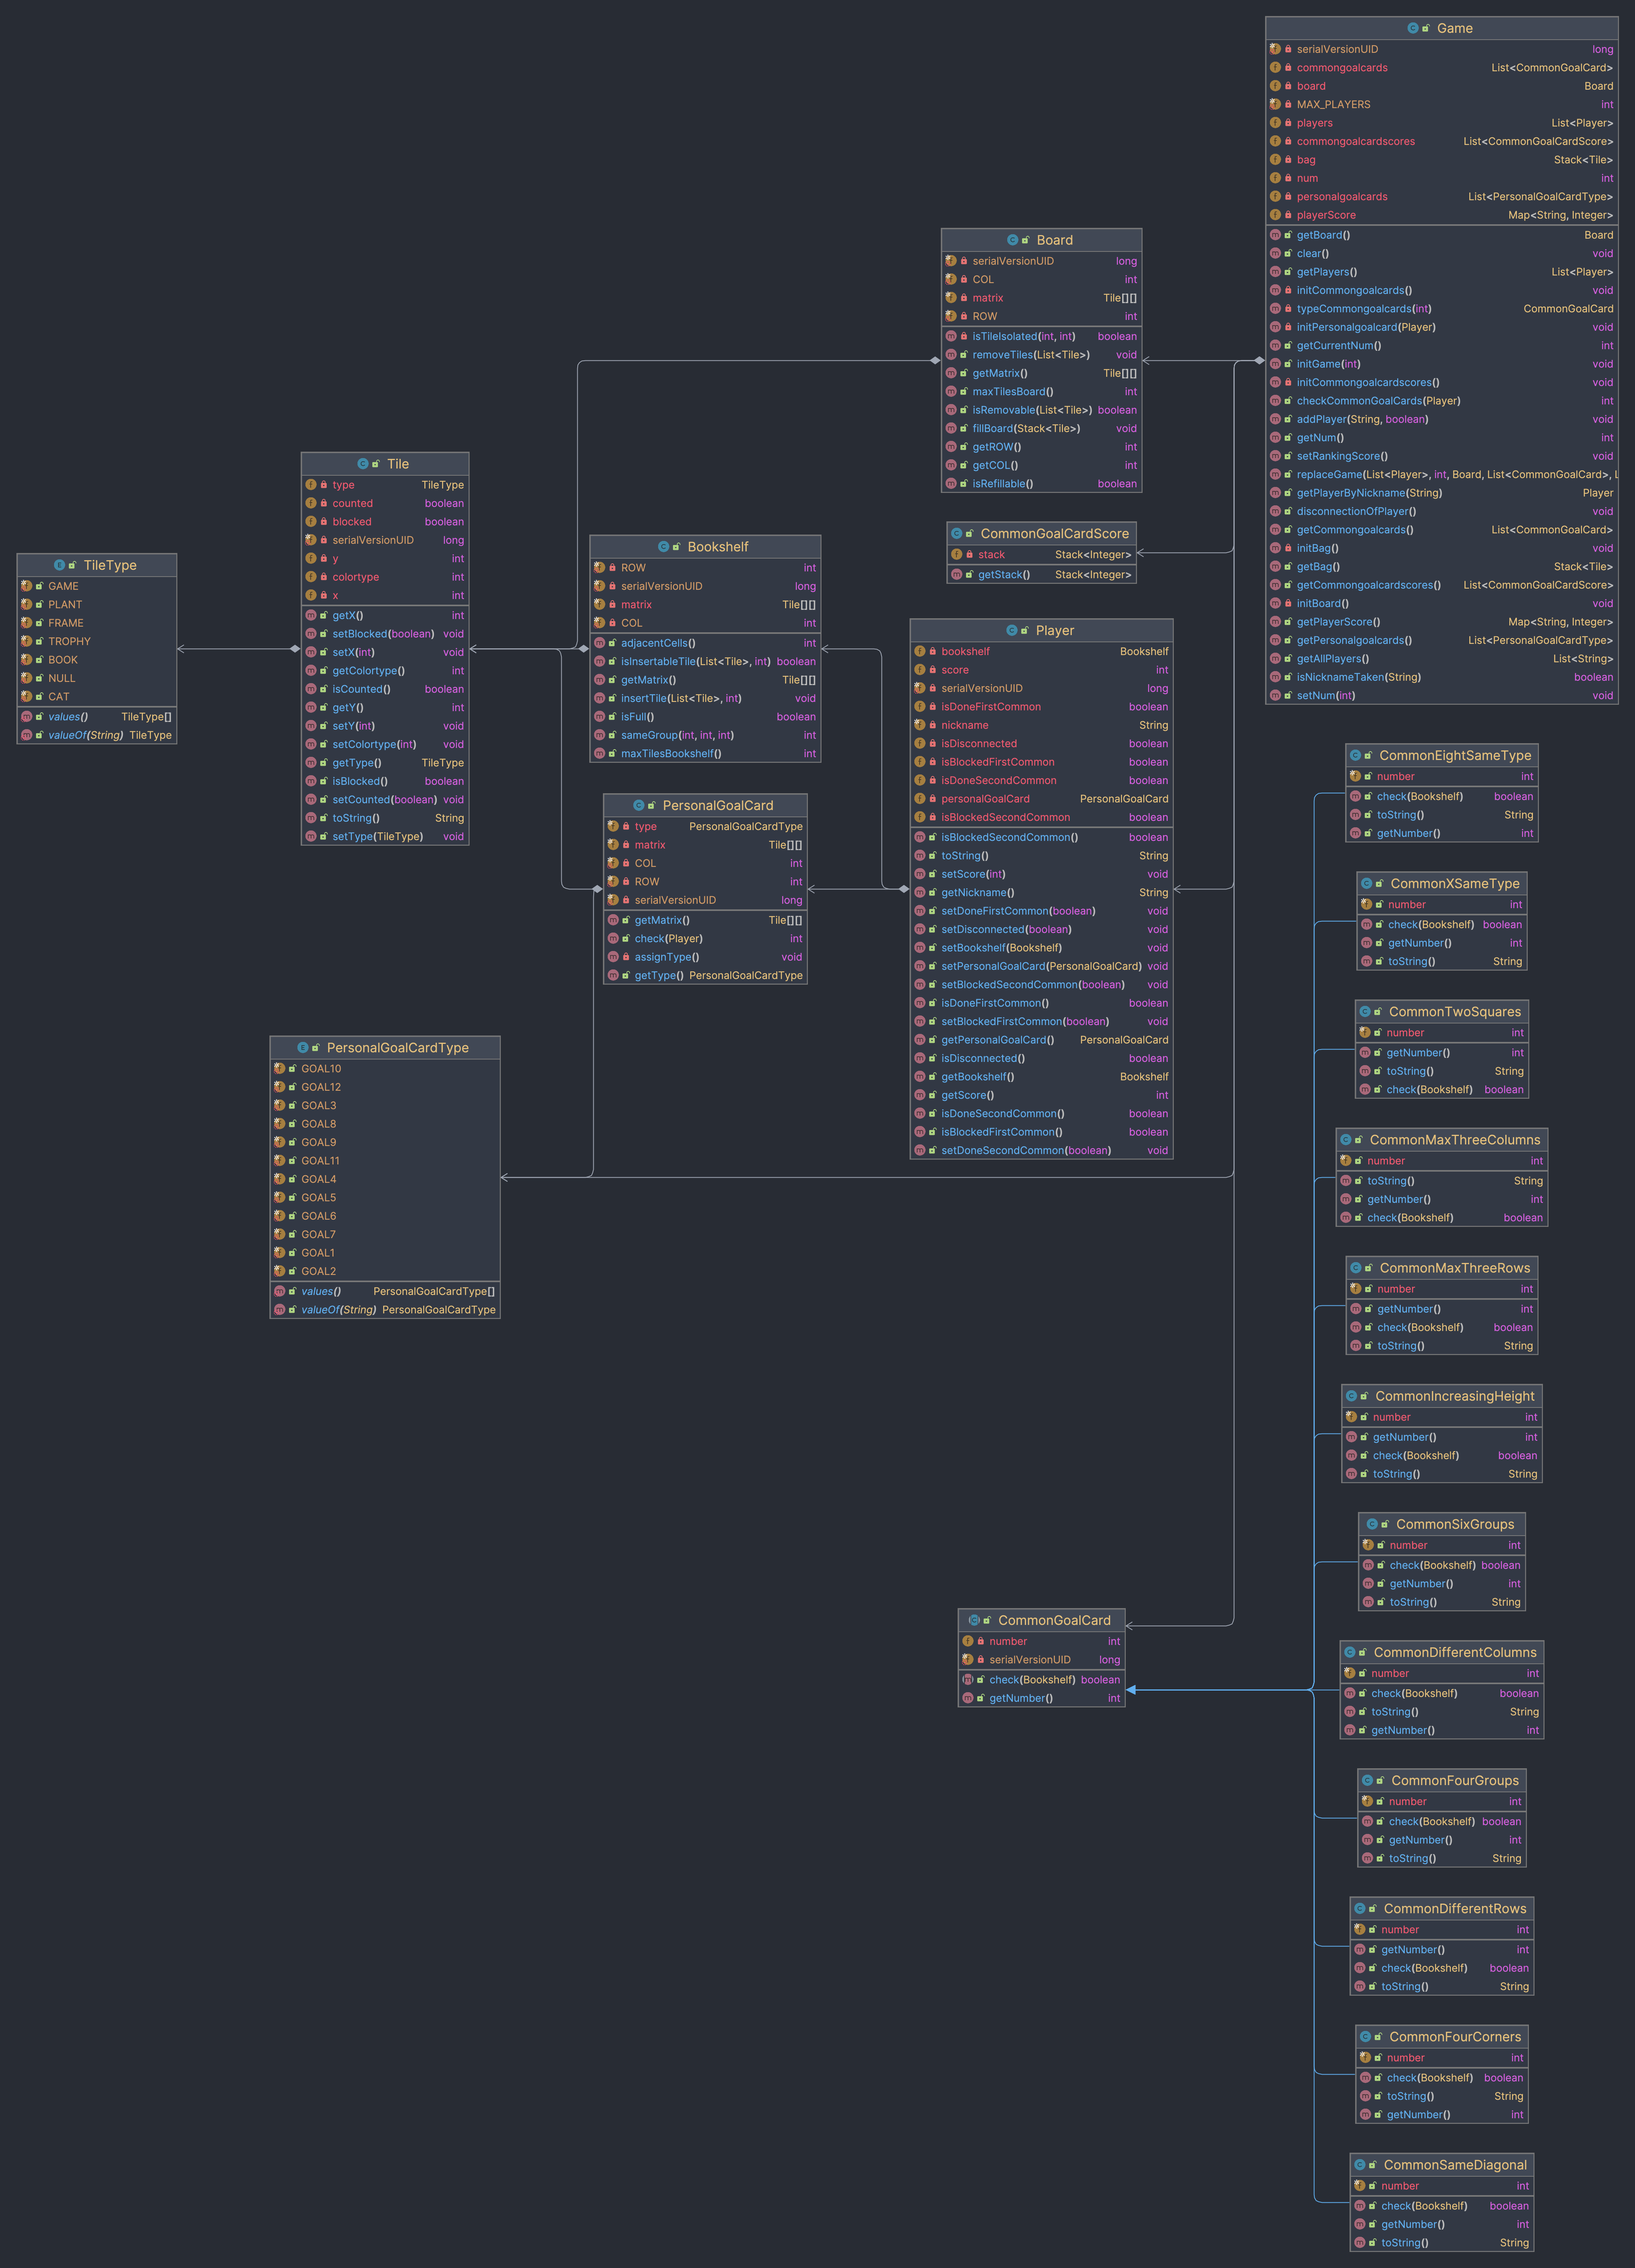 Game
serialVersionUID long
commongoalcards List<CommonGoalCard>
board Board
MAX_PLAYERS int
players List<Player>
commongoalcardscores List<CommonGoalCardScore>
bag Stack<Tile>
num int
personalgoalcards List<PersonalGoalCardType>
playerScore Map<String, Integer>
getBoard() Board
clear() void
getPlayers() List<Player>
initCommongoalcards() void
typeCommongoalcards(int) CommonGoalCard
initPersonalgoalcard(Player) void
getCurrentNum() int
initGame(int) void
initCommongoalcardscores() void
checkCommonGoalCards(Player) int
addPlayer(String, boolean) void
getNum() int
setRankingScore() void
replaceGame(List<Player>, int, Board, List<CommonGoalCard>, L
getPlayerByNickname(String) Player
disconnectionOfPlayer() void
getCommongoalcards() List<CommonGoalCard>
initBag() void
getBag() Stack<Tile>
getCommongoalcardscores() List<CommonGoalCardScore>
initBoard() void
getPlayerScore() Map<String, Integer>
getPersonalgoalcards() List<PersonalGoalCardType>
getAllPlayers() List<String>
isNicknameTaken(String) boolean
setNum(int) void
Board
serialVersionUID long
COL int
matrix Tile[][]
ROW int
isTileIsolated(int, int) boolean
removeTiles(List<Tile>) void
getMatrix() Tile[][]
maxTilesBoard() int
isRemovable(List<Tile>) boolean
fillBoard(Stack<Tile>) void
getROW() int
getCOL() int
isRefillable() boolean
Tile
type TileType
counted boolean
blocked boolean
serialVersionUID long
y int
colortype int
x int
getX() int
setBlocked(boolean) void
setX(int) void
getColortype() int
isCounted() boolean
getY() int
setY(int) void
setColortype(int) void
getType() TileType
isBlocked() boolean
setCounted(boolean) void
toString() String
setType(TileType) void
CommonGoalCardScore
stack Stack<Integer>
getStack() Stack<Integer>
Bookshelf
ROW int
serialVersionUID long
matrix Tile[][]
COL int
adjacentCells() int
isInsertableTile(List<Tile>, int) boolean
getMatrix() Tile[][]
insertTile(List<Tile>, int) void
isFull() boolean
sameGroup(int, int, int) int
maxTilesBookshelf() int
TileType
GAME
PLANT
FRAME
TROPHY
BOOK
NULL
CAT
values() TileType[]
valueOf(String) TileType
Player
bookshelf Bookshelf
score int
serialVersionUID long
isDoneFirstCommon boolean
nickname String
isDisconnected boolean
isBlockedFirstCommon boolean
isDoneSecondCommon boolean
personalGoalCard PersonalGoalCard
isBlockedSecondCommon boolean
isBlockedSecondCommon() boolean
toString() String
setScore(int) void
getNickname() String
setDoneFirstCommon(boolean) void
setDisconnected(boolean) void
setBookshelf(Bookshelf) void
setPersonalGoalCard(PersonalGoalCard) void
setBlockedSecondCommon(boolean) void
isDoneFirstCommon() boolean
setBlockedFirstCommon(boolean) void
getPersonalGoalCard() PersonalGoalCard
isDisconnected() boolean
getBookshelf() Bookshelf
getScore() int
isDoneSecondCommon() boolean
isBlockedFirstCommon() boolean
setDoneSecondCommon(boolean) void
PersonalGoalCard
type PersonalGoalCardType
matrix Tile[][]
COL int
ROW int
serialVersionUID long
getMatrix() Tile[][]
check(Player) int
assignType() void
getType() PersonalGoalCardType
PersonalGoalCardType
GOAL10
GOAL12
GOAL3
GOAL8
GOAL9
GOAL11
GOAL4
GOAL5
GOAL6
GOAL7
GOAL1
GOAL2
values() PersonalGoalCardType[]
valueOf(String) PersonalGoalCardType
CommonEightSameType
number int
check(Bookshelf) boolean
toString() String
getNumber() int
CommonXSameType
number int
check(Bookshelf) boolean
getNumber() int
toString() String
CommonTwoSquares
number int
getNumber() int
toString() String
check(Bookshelf) boolean
CommonMaxThreeColumns
number int
toString() String
getNumber() int
check(Bookshelf) boolean
CommonMaxThreeRows
number int
getNumber() int
check(Bookshelf) boolean
toString() String
CommonIncreasingHeight
number int
getNumber() int
check(Bookshelf) boolean
toString() String
CommonSixGroups
number int
check(Bookshelf) boolean
getNumber() int
toString() String
CommonGoalCard
number int
serialVersionUID long
check(Bookshelf) boolean
getNumber() int
CommonDifferentColumns
number int
check(Bookshelf) boolean
toString() String
getNumber() int
CommonFourGroups
number int
check(Bookshelf) boolean
getNumber() int
toString() String
CommonDifferentRows
number int
getNumber() int
check(Bookshelf) boolean
toString() String
CommonFourCorners
number int
check(Bookshelf) boolean
toString() String
getNumber() int
CommonSameDiagonal
number int
check(Bookshelf) boolean
getNumber() int
toString() String